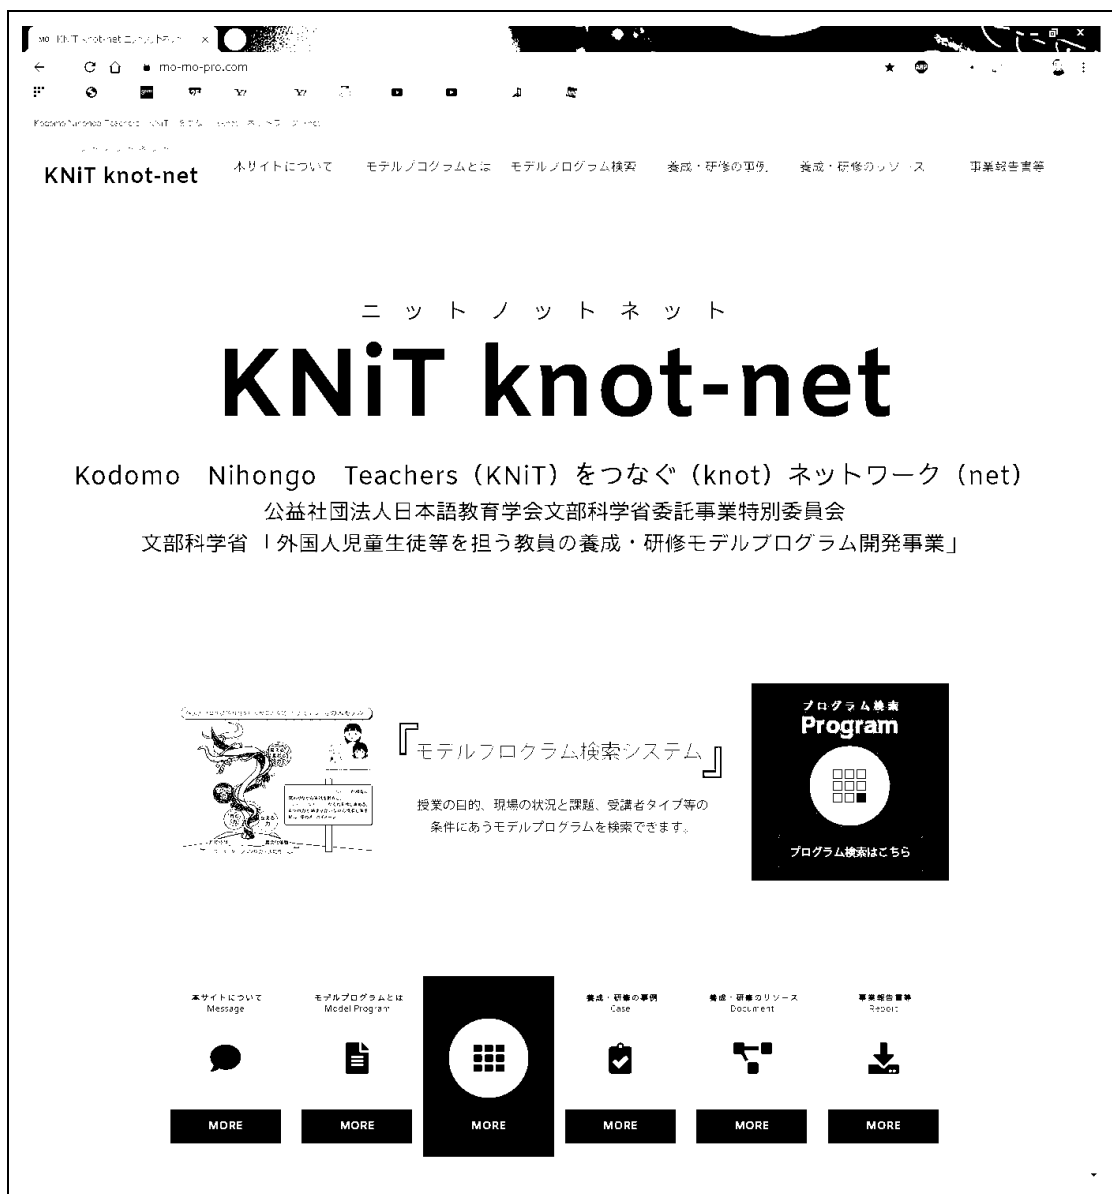 mo-mo-pro.com
ABP
KNiT knot-net
本サイトについて
モデルプログラムとは
モデルプログラム検索
養成・研修の事例
養成・研修のリソース
事業報告書等
ニットノットネット
KNiT knot-net
Kodomo Nihongo Teachers（KNiT）をつなぐ（knot）ネットワーク（net）
公益社団法人日本語教育学会文部科学省委託事業特別委員会
文部科学省「外国人児童生徒等を担う教員の養成・研修モデルプログラム開発事業」
『モデルプログラム検索システム』
授業の目的、現場の状況と課題、受講者タイプ等の
条件にあうモデルプログラムを検索できます。
プログラム検索
Program
プログラム検索はこちら
本サイトについて
Message
MORE
モデルプログラムとは
Model Program
MORE
MORE
養成・研修の事例
Case
MORE
養成・研修のリソース
Document
MORE
事業報告書等
Report
MORE